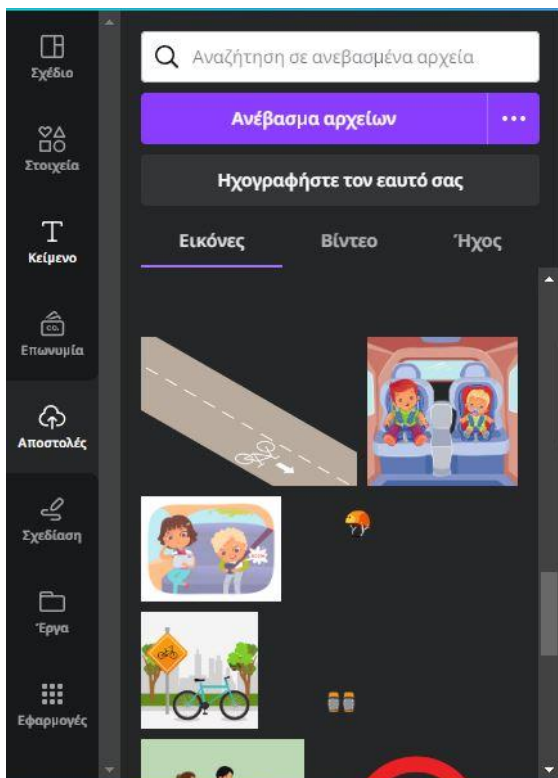 Σχέδιο
Στοιχεία
Κείμενο
CO.
Επωνυμία
Αποστολές
Σχεδίαση
Έργα
Εφαρμογές
Αναζήτηση σε ανεβασμένα αρχεία
Ανέβασμα αρχείων
Ηχογραφήστε τον εαυτό σας
Εικόνες Βίντεο Ήχος